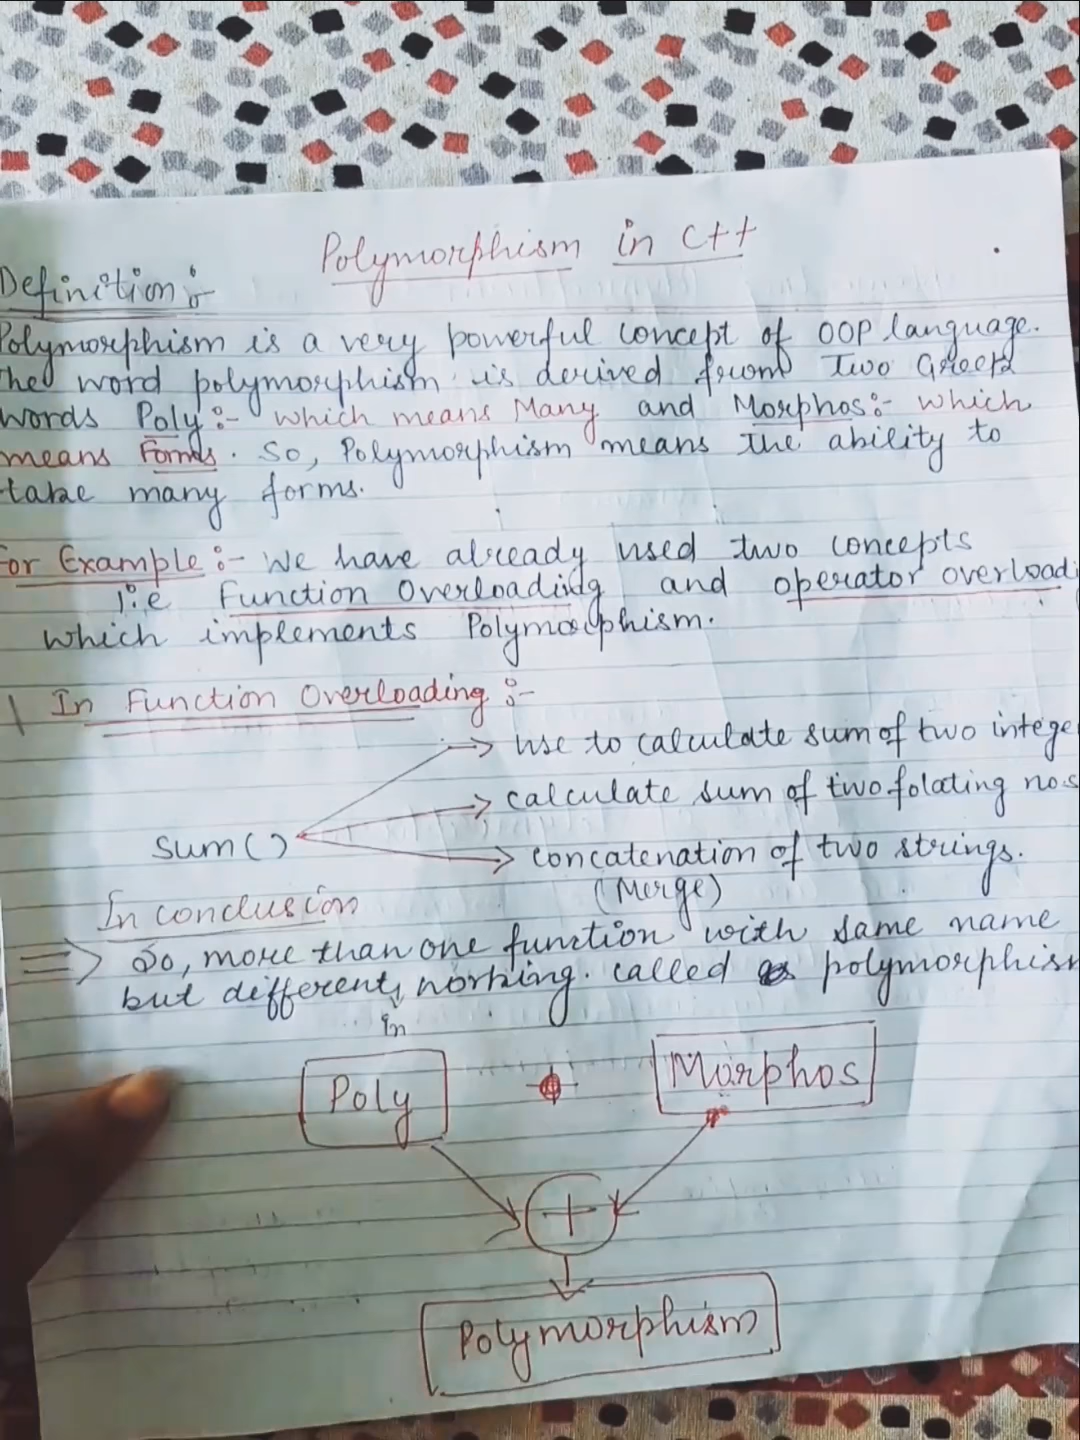 Polymorphism in C++
Definition :-
Polymorphism is a very powerful concept of OOP language.
The word polymorphism is derived from Two Greek
words Poly :- which means Many and Morphos:- which
means Forms. So, Polymorphism means the ability to
take many forms.
For Example :- We have already used two concepts
i.e Function Overloading and operator overloadi
which implements Polymorphism.
1 In Function Overloading :-
use to calculate sum of two intege
calculate sum of two folating nos
sum()
concatenation of two strings.
(Merge)
In conclusion
So, more than one function with same name
but different working. called as polymorphism
in
Poly
Morphos
+
Polymorphism